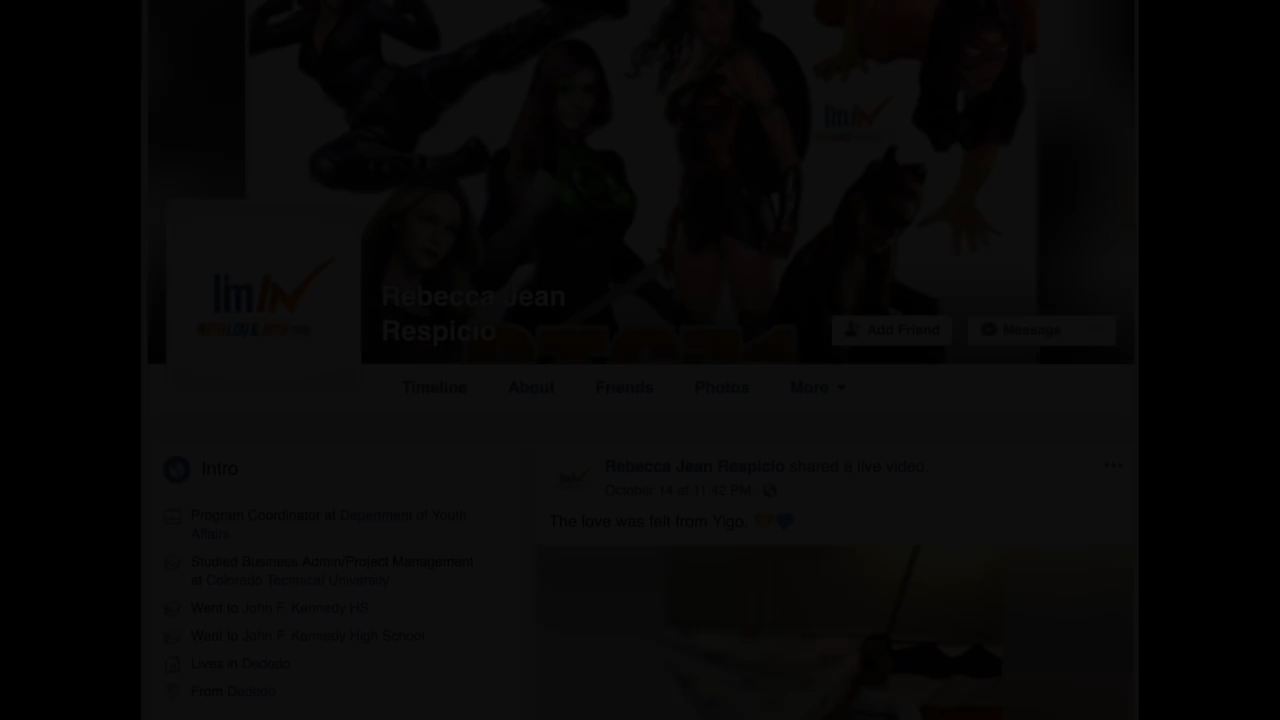 lim IN
Rebecca Jean
Respicio
Add Friend
Message
Timeline
About
Friends
Photos
More
Intro
Rebecca Jean Respicio shared a live video.
October 14 at 11:42 PM
The love was felt from Yigo.
Program Coordinator at Department of Youth
Affairs
Studied Business Admin/Project Management
at Colorado Technical University
Went to John F. Kennedy HS
Went to John F. Kennedy High School
Lives in Dededo
From Dededo